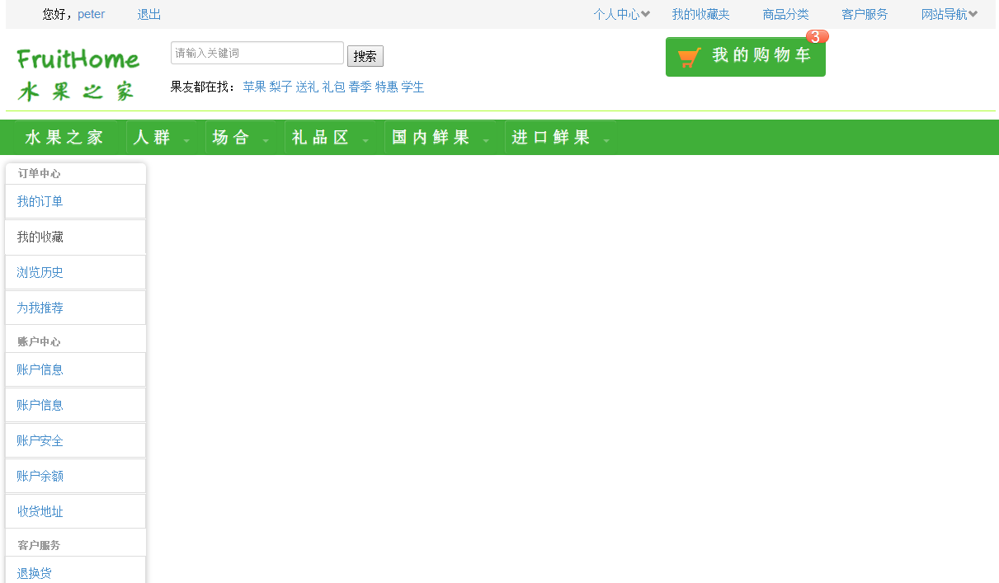 您好，peter 退出 个人中心 我的收藏夹 商品分类 客户服务 网站导航
3
FruitHome
水果之家
请输入关键词 搜索
我的购物车
果友都在找： 苹果 梨子 送礼 礼包 春季 特惠 学生
水果之家 人群 场合 礼品区 国内鲜果 进口鲜果
订单中心
我的订单
我的收藏
浏览历史
为我推荐
账户中心
账户信息
账户信息
账户安全
账户余额
收货地址
客户服务
退换货